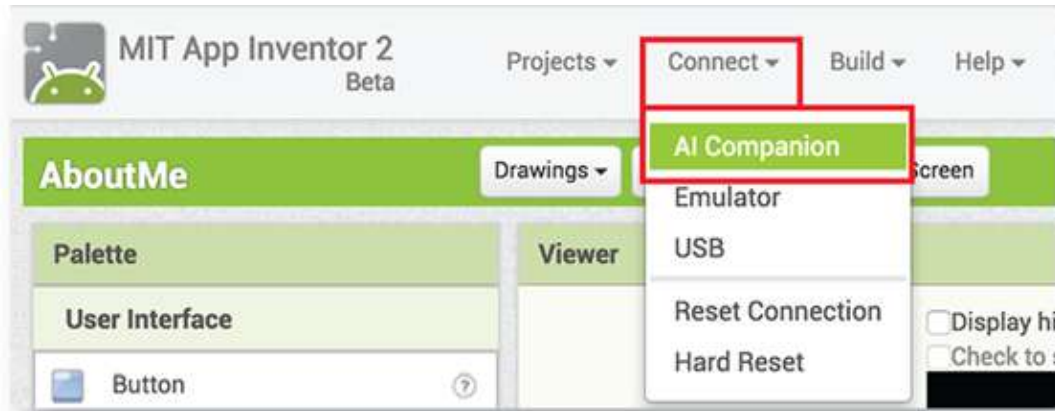 MIT App Inventor 2
Beta
Projects Connect Build Help
AboutMe
Drawings
Screen
AI Companion
Emulator
USB
Reset Connection
Hard Reset
Palette
Viewer
User Interface
Display hi
Check to s
Button
?